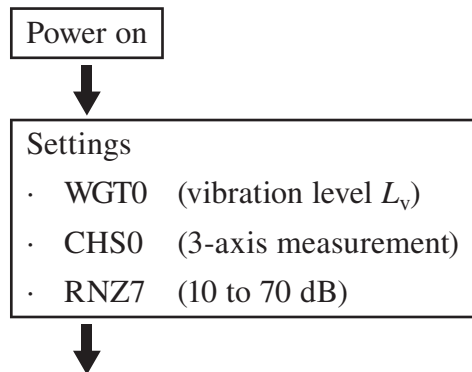 Power on
Settings
· WGT0 (vibration level Lv)
· CHS0 (3-axis measurement)
· RNZ7 (10 to 70 dB)